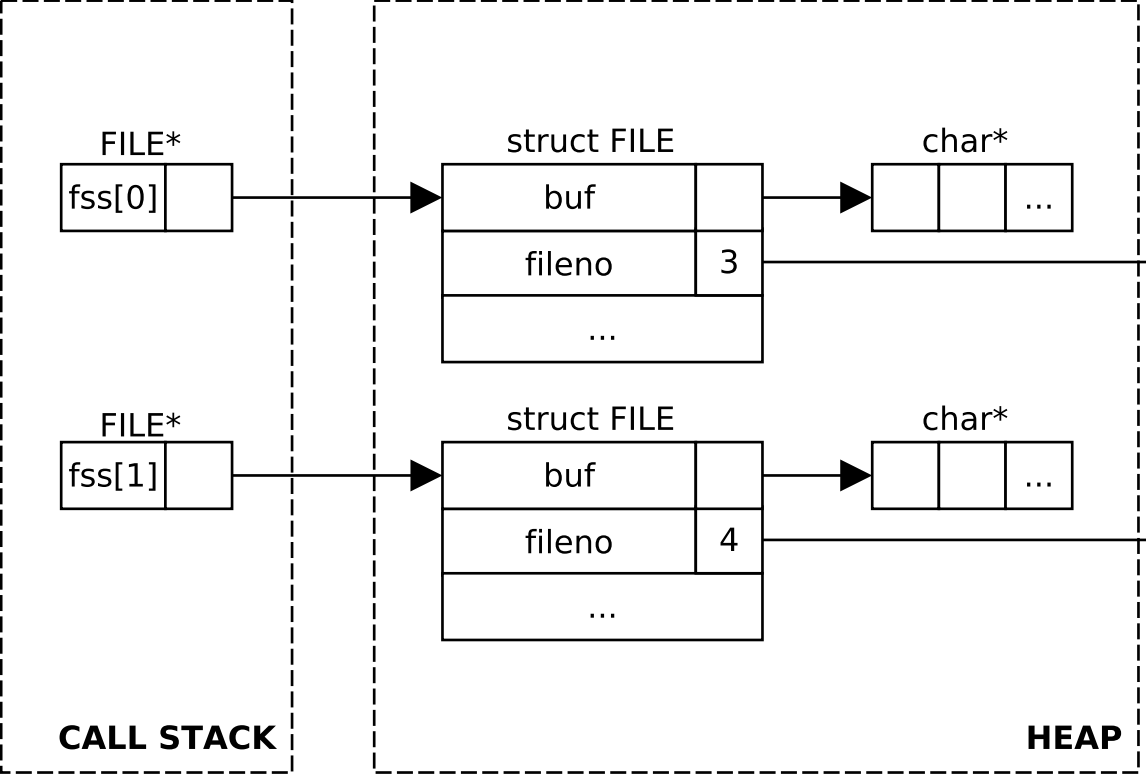 FILE*
fss[0]
struct FILE
buf
fileno
3
...
char*
...
FILE*
fss[1]
struct FILE
buf
fileno
4
...
char*
...
CALL STACK
HEAP